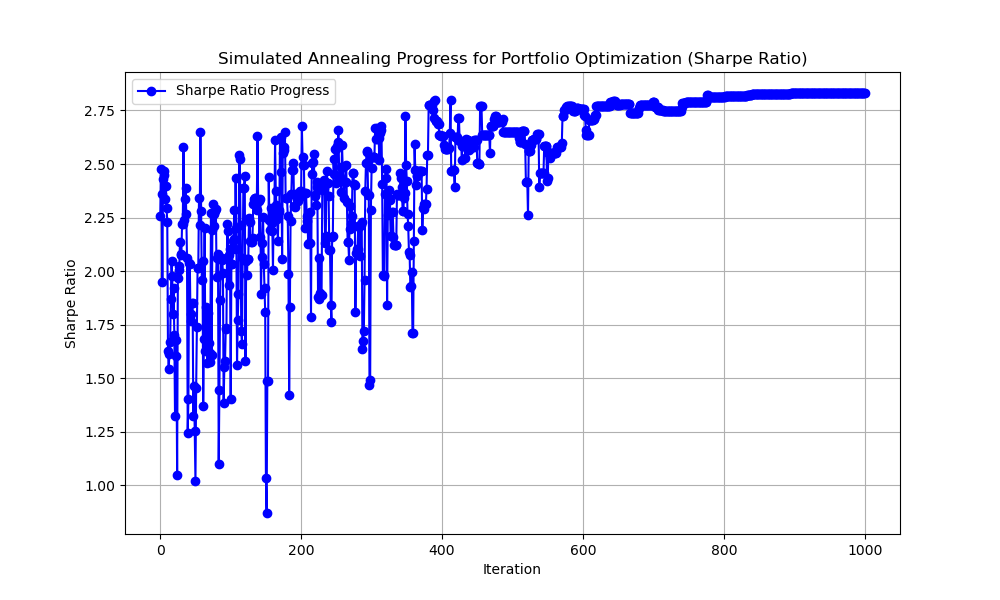 Simulated Annealing Progress for Portfolio Optimization (Sharpe Ratio)
Sharpe Ratio Progress
2.75
2.50
2.25
2.00
1.75
1.50
1.25
1.00
Sharpe Ratio
0 200 400 600 800 1000
Iteration